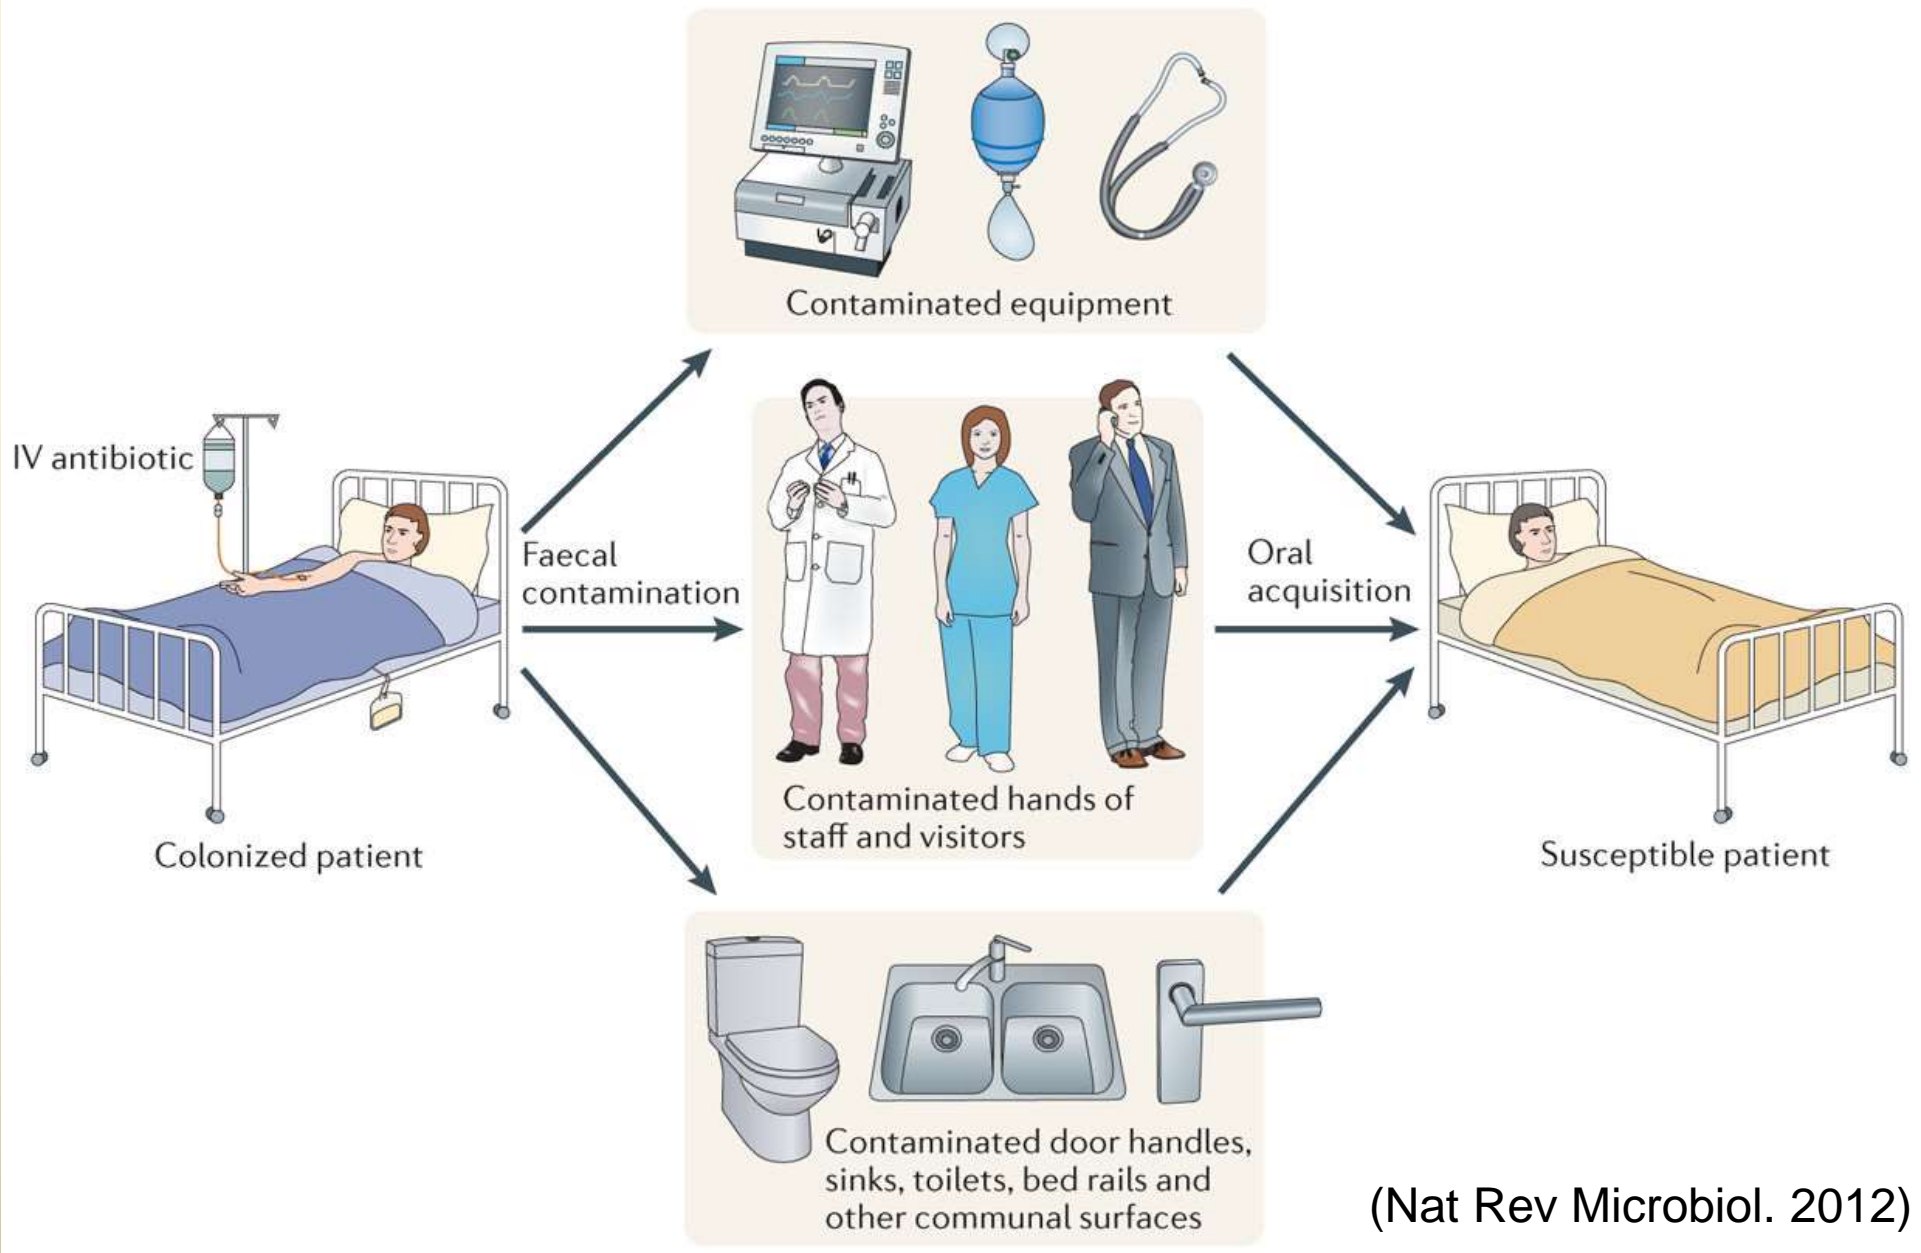 Contaminated equipment
IV antibiotic
Faecal
contamination
Oral
acquisition
Contaminated hands of
staff and visitors
Colonized patient
Susceptible patient
Contaminated door handles,
sinks, toilets, bed rails and
other communal surfaces
(Nat Rev Microbiol. 2012)